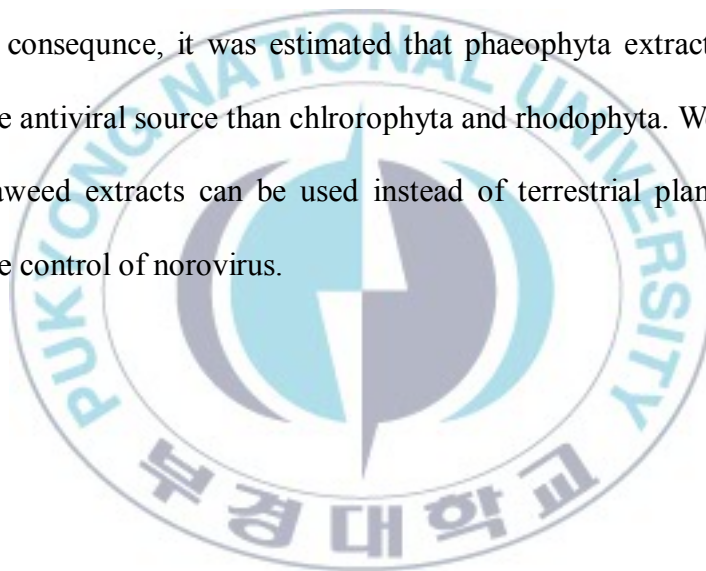 consequnce, it was estimated that phaeophyta extract
e antiviral source than chlrorophyta and rhodophyta. We
aweed extracts can be used instead of terrestrial plan
e control of norovirus.
PUKYONG NATIONAL UNIVERSITY
부경대학교